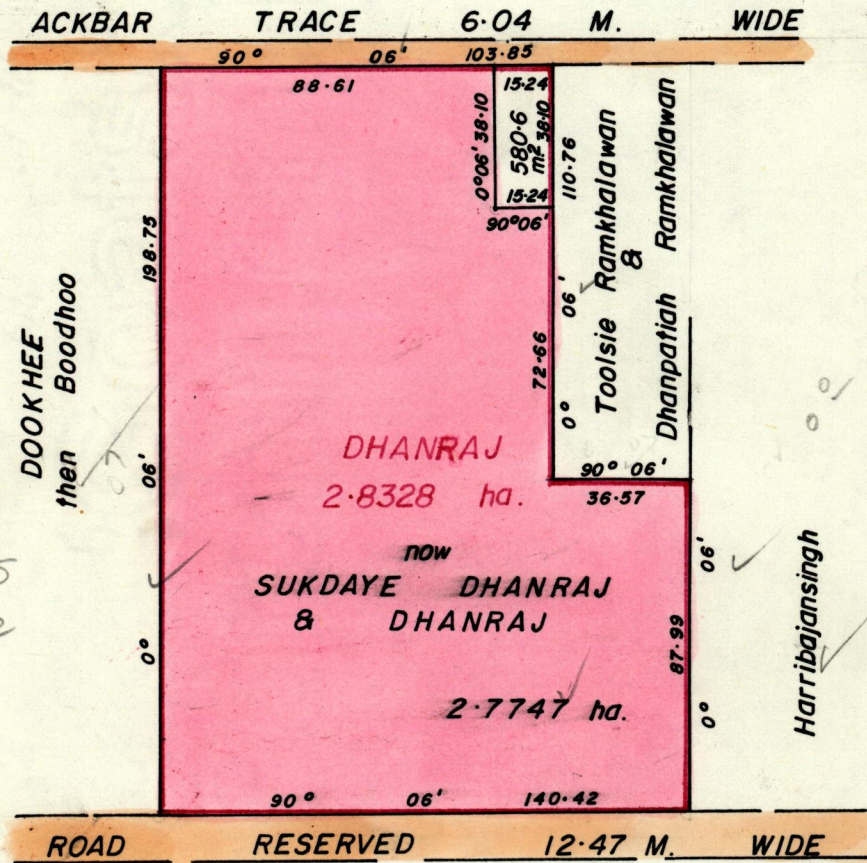 ACKBAR TRACE 6·04 M. WIDE
90° 06' 103·85
88·61
15·24
0°06' 38·10
580·6 m² 38·10
15·24
90°06'
110·76
0° 06'
72·66
Toolsie Ramkhalawan
&
Dhanpatiah Ramkhalawan
198·75
0° 06'
DOOKHEE
then Boodhoo
90° 06'
36·57
DHANRAJ
2·8328 ha.
now
SUKDAYE DHANRAJ
& DHANRAJ
2·7747 ha.
87·99
0° 06'
Harribajansingh
90° 06' 140·42
ROAD RESERVED 12·47 M. WIDE